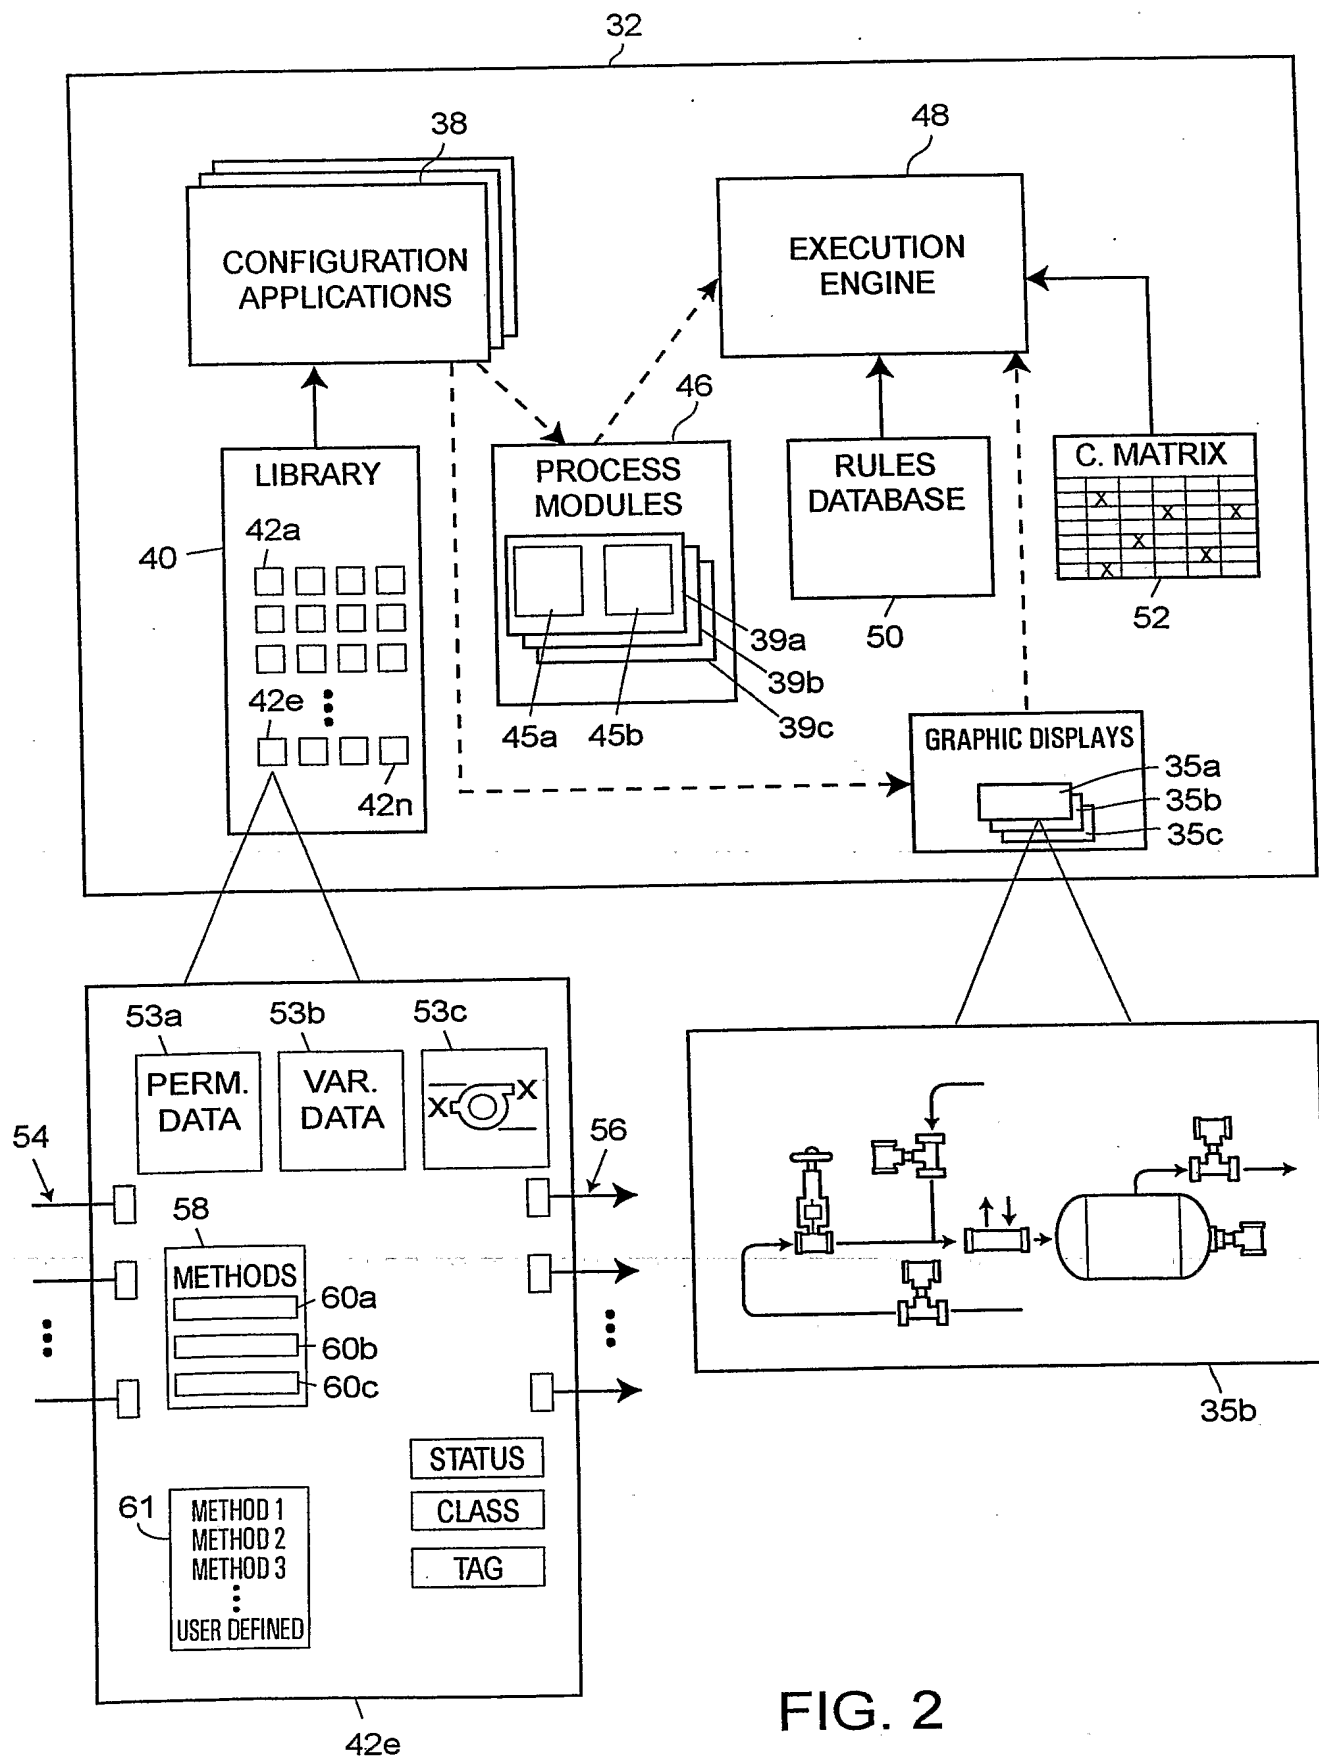 32
38
48
CONFIGURATION
APPLICATIONS
EXECUTION
ENGINE
46
LIBRARY
PROCESS
MODULES
RULES
DATABASE
C. MATRIX
X
X
X
X
X
X
40
42a
52
50
39a
39b
39c
42e
45a
45b
42n
GRAPHIC DISPLAYS
35a
35b
35c
53a
53b
53c
PERM.
DATA
VAR.
DATA
X
X
54
56
58
METHODS
60a
60b
60c
35b
STATUS
CLASS
TAG
61
METHOD 1
METHOD 2
METHOD 3
USER DEFINED
42e
FIG. 2